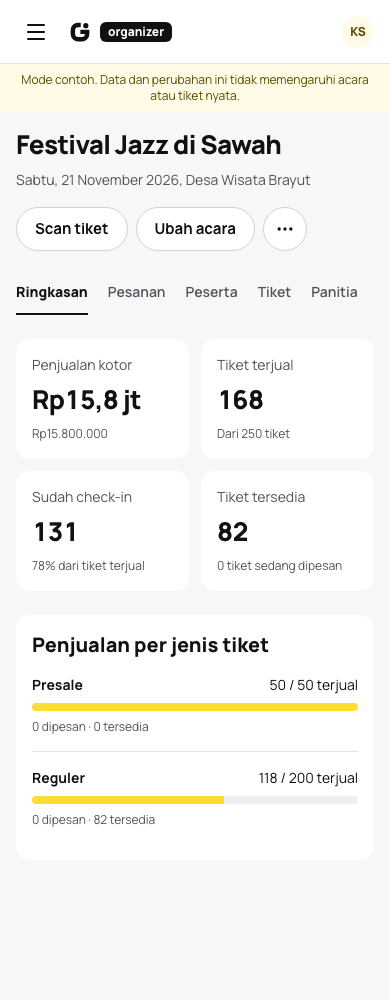 organizer
KS
Mode contoh. Data dan perubahan ini tidak memengaruhi acara
atau tiket nyata.
Festival Jazz di Sawah
Sabtu, 21 November 2026, Desa Wisata Brayut
Scan tiket
Ubah acara
Ringkasan Pesanan Peserta Tiket Panitia
Penjualan kotor
Rp15,8 jt
Rp15.800.000
Tiket terjual
168
Dari 250 tiket
Sudah check-in
131
78% dari tiket terjual
Tiket tersedia
82
0 tiket sedang dipesan
Penjualan per jenis tiket
Presale 50 / 50 terjual
0 dipesan · 0 tersedia
Reguler 118 / 200 terjual
0 dipesan · 82 tersedia